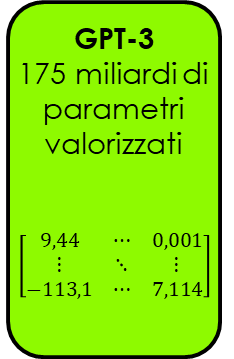 GPT-3
175 miliardi di
parametri
valorizzati
9,44 ⋯ 0,001
⋮ ⋱ ⋮
−113,1 ⋯ 7,114